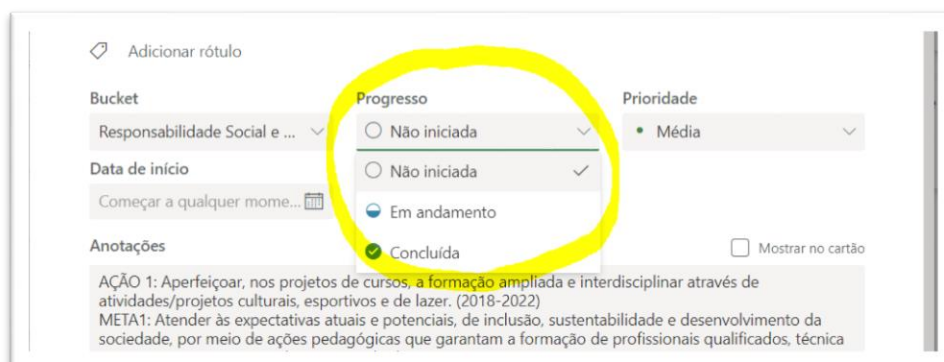 Adicionar rótulo
Bucket
Progresso
Prioridade
Responsabilidade Social e ...
Não iniciada
Média
Data de início
Não iniciada
Começar a qualquer mome...
Em andamento
Anotações
Concluída
Mostrar no cartão
AÇÃO 1: Aperfeiçoar, nos projetos de cursos, a formação ampliada e interdisciplinar através de
atividades/projetos culturais, esportivos e de lazer. (2018-2022)
META1: Atender às expectativas atuais e potenciais, de inclusão, sustentabilidade e desenvolvimento da
sociedade, por meio de ações pedagógicas que garantam a formação de profissionais qualificados, técnica